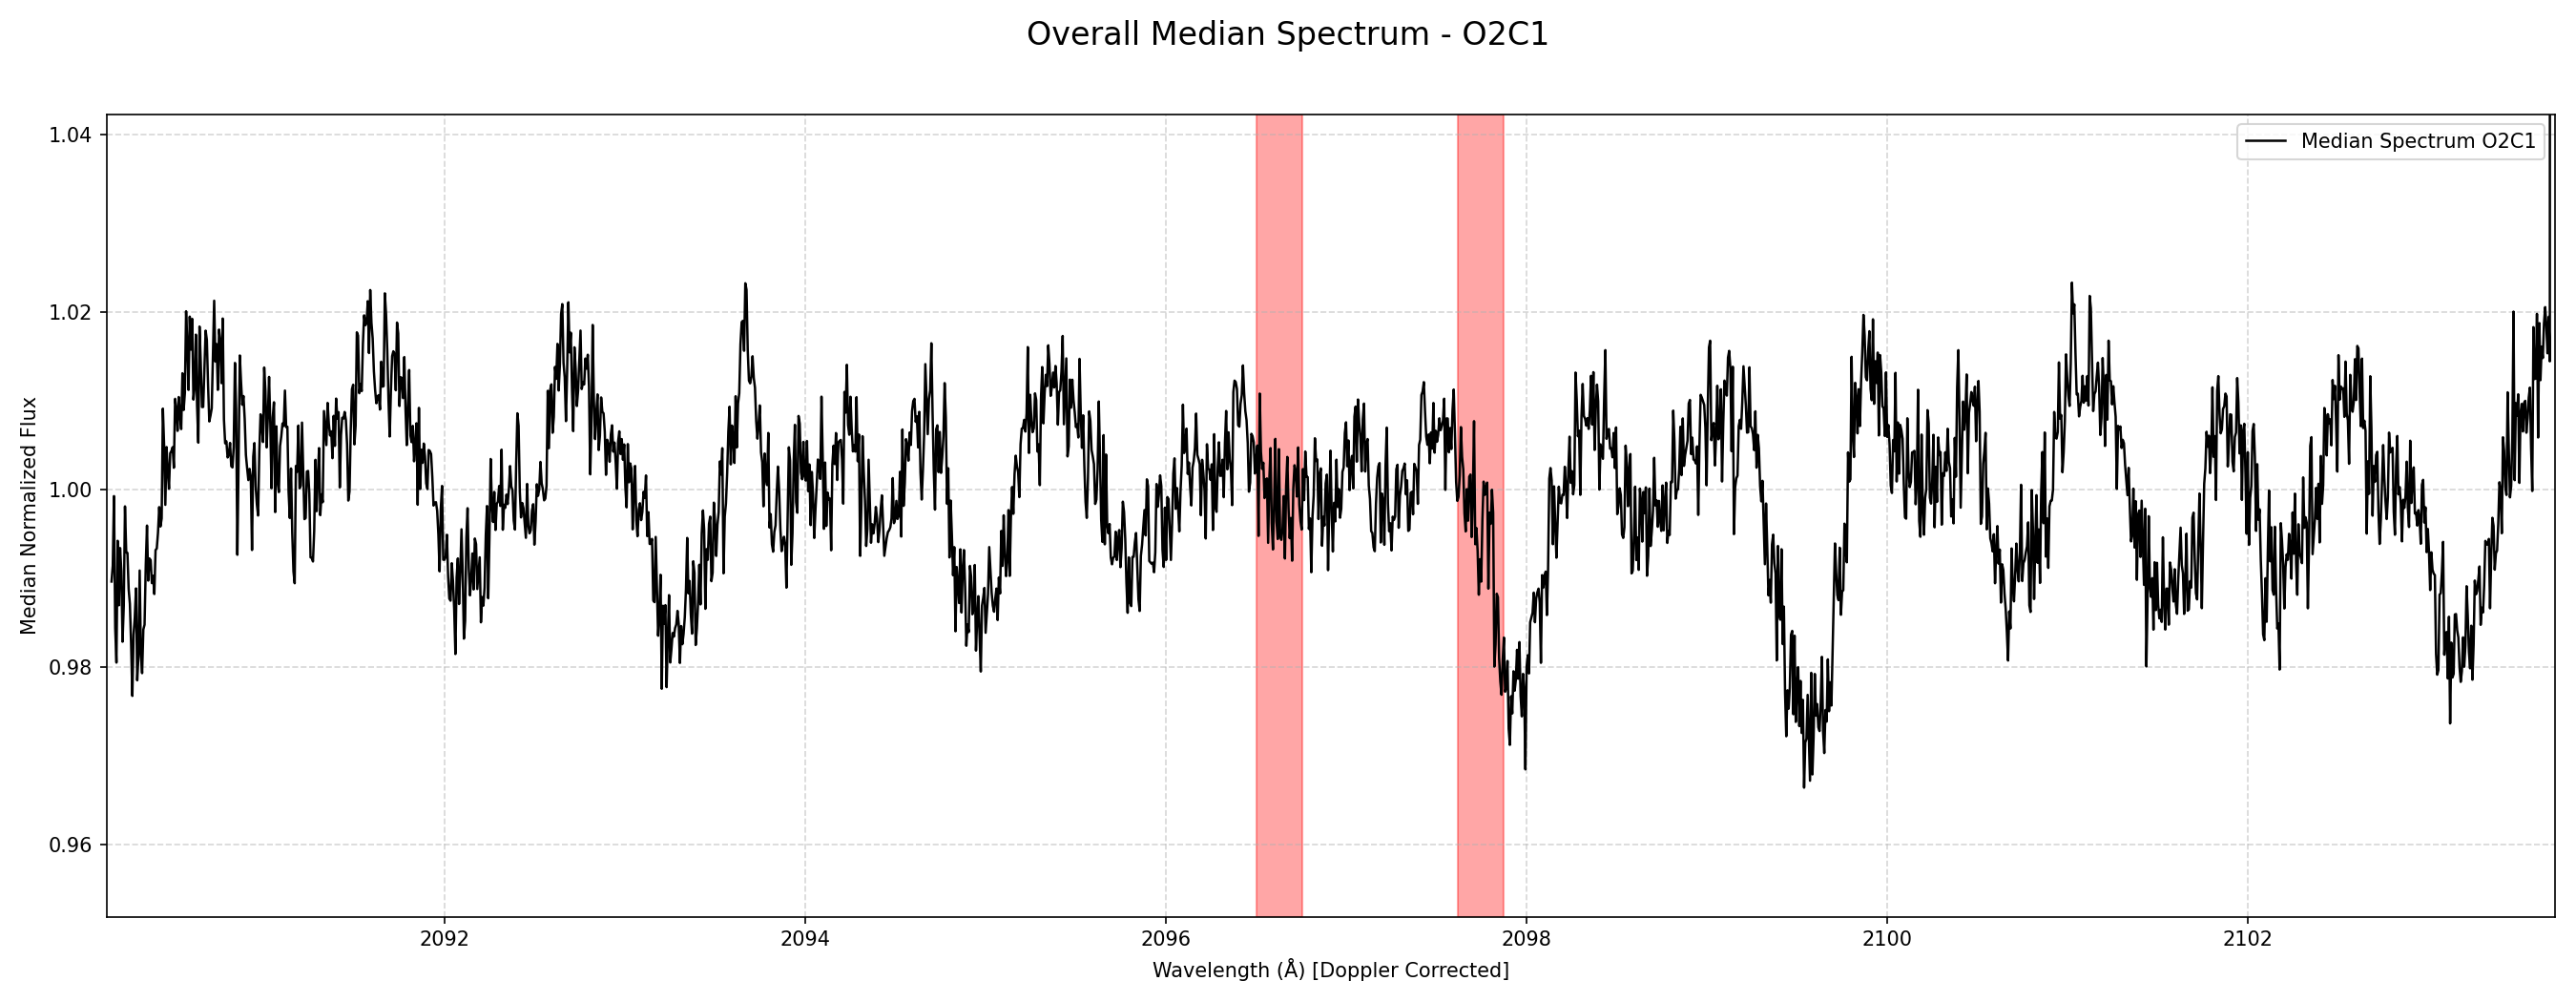 Overall Median Spectrum - O2C1
Median Normalized Flux
1.04
1.02
1.00
0.98
0.96
Median Spectrum O2C1
2092
2094
2096
2098
2100
2102
Wavelength (Å) [Doppler Corrected]